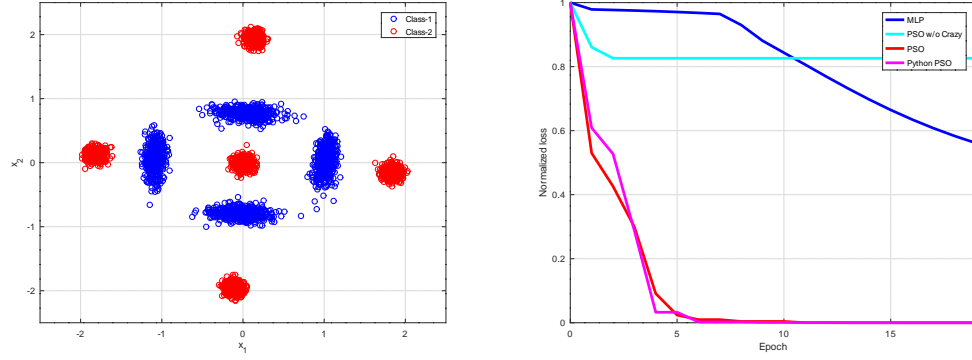 Class-1
Class-2
2
1
0
-1
-2
-2
-1
0
1
2
x2
x1
MLP
PSO w/o Crazy
PSO
Python PSO
1
0.8
0.6
0.4
0.2
0
0
5
10
15
Normalized loss
Epoch